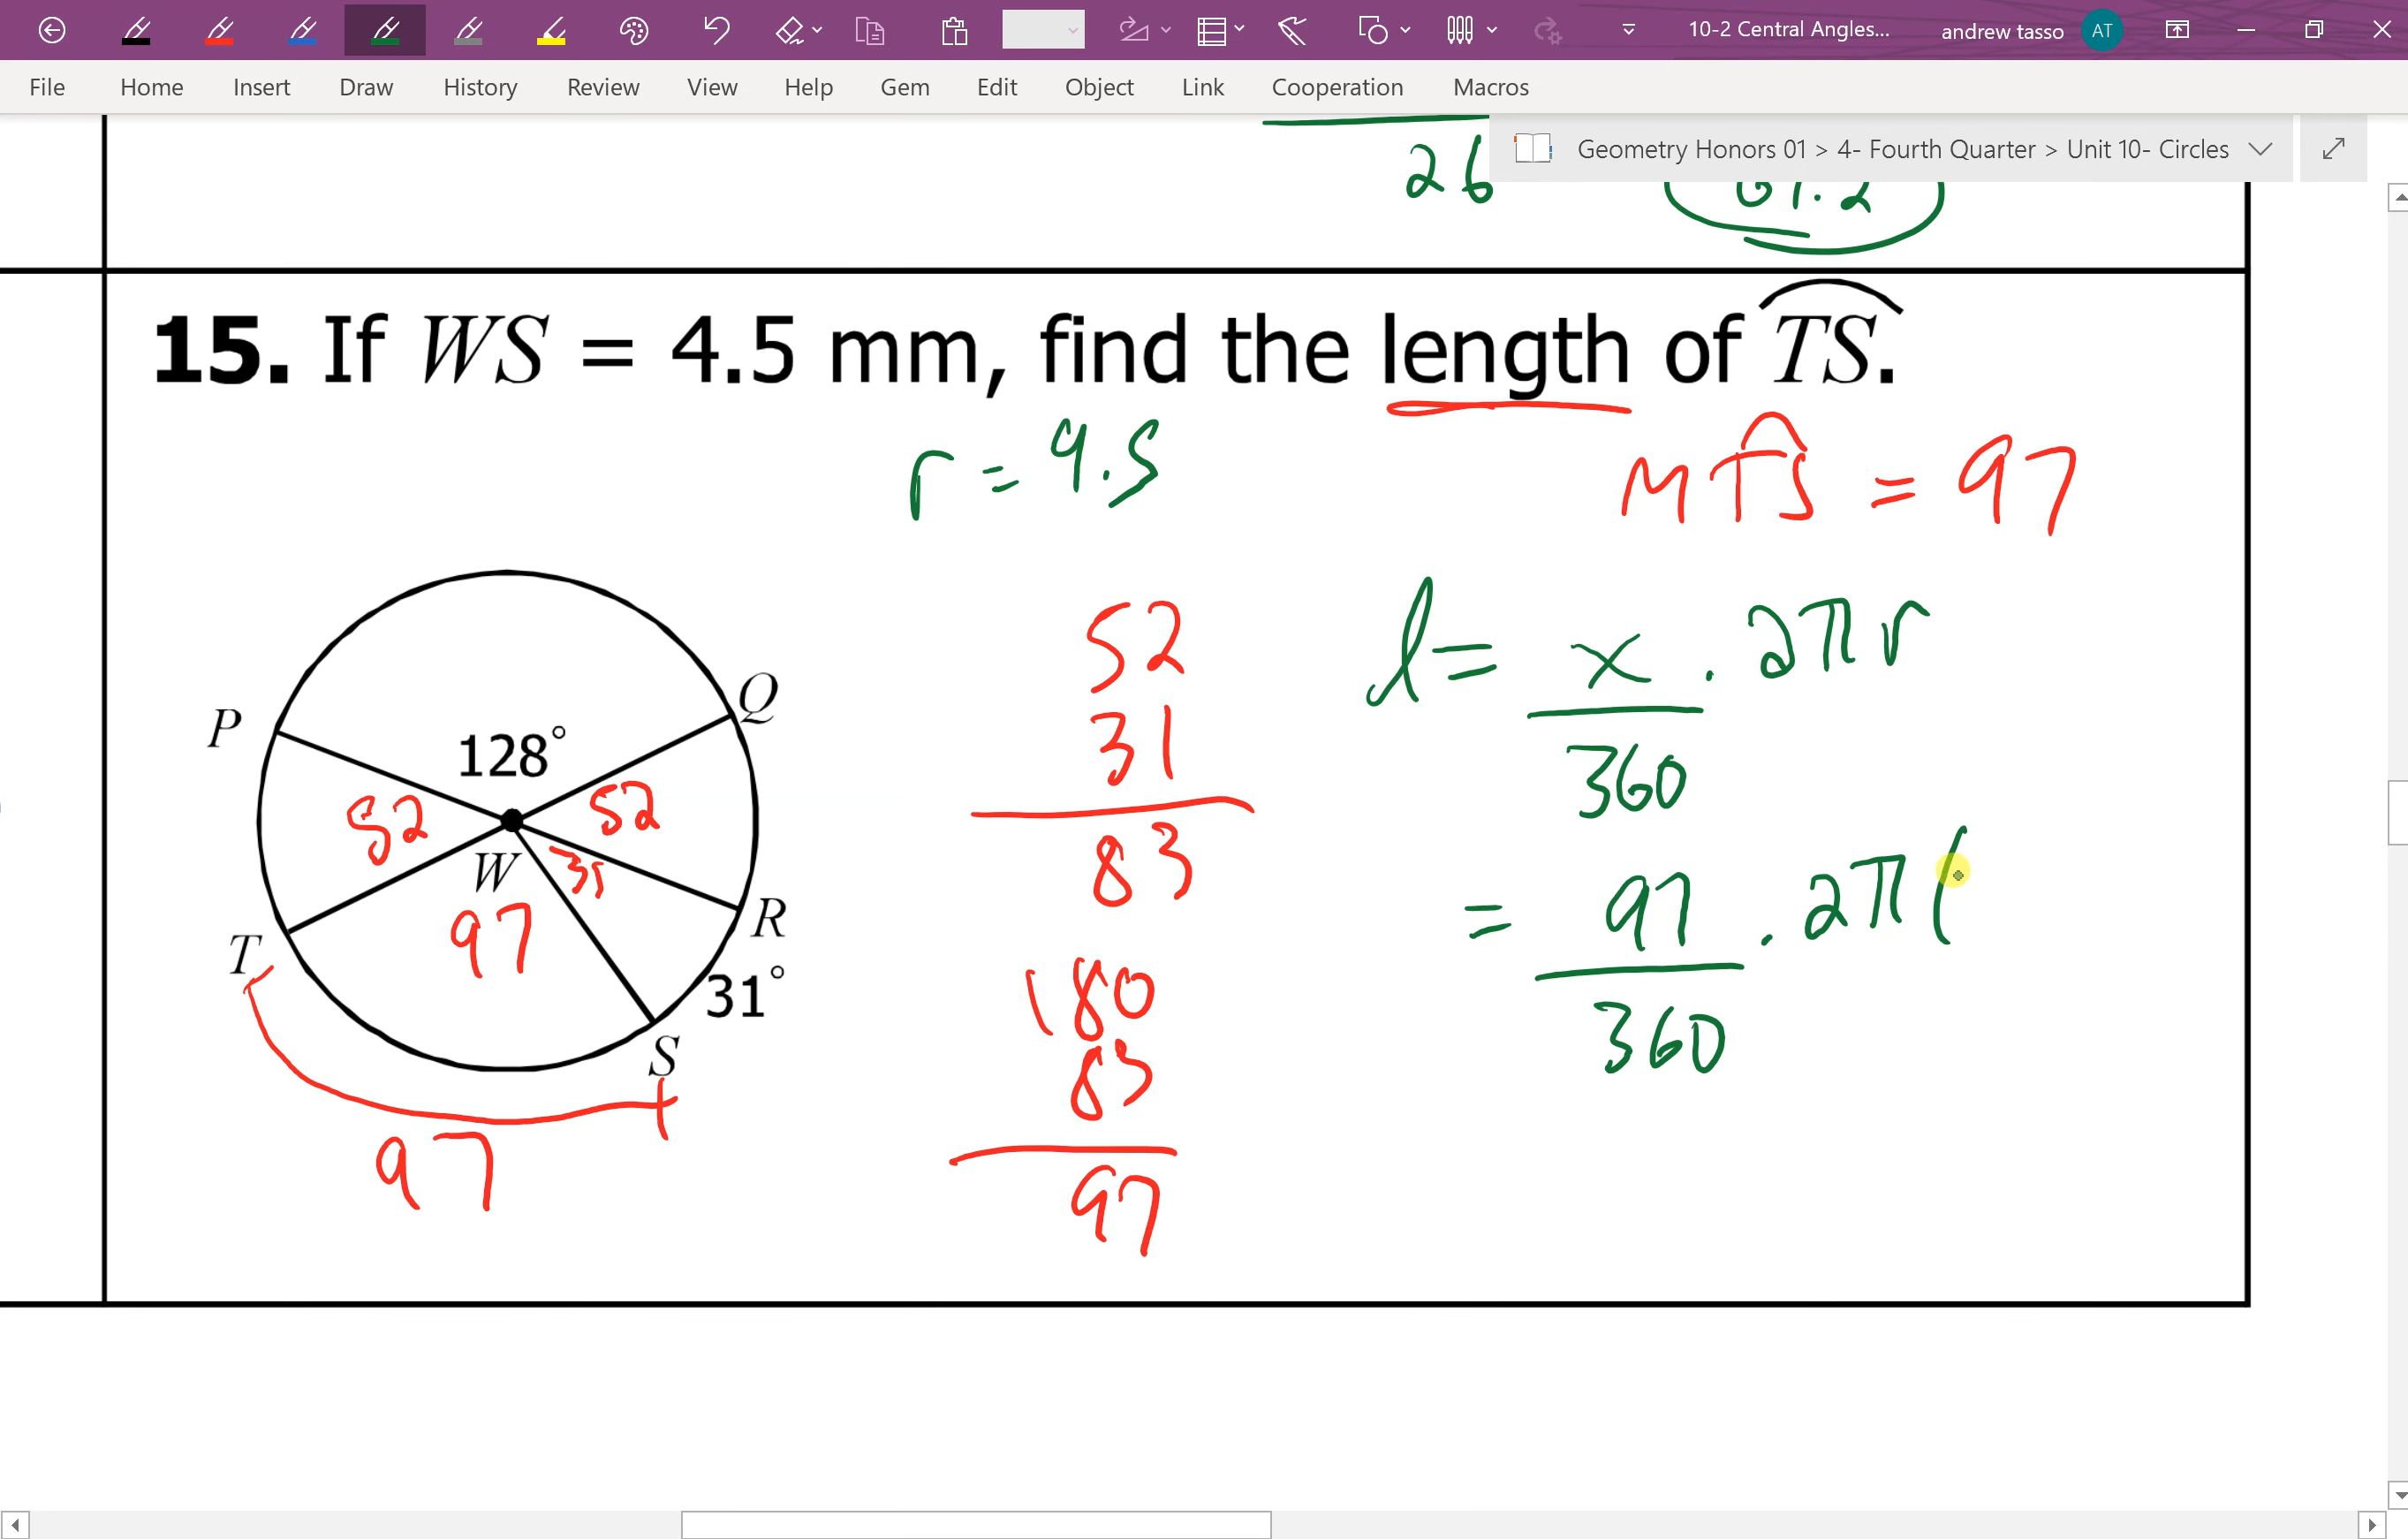 10-2 Central Angles...
andrew tasso
AT
File Home Insert Draw History Review View Help Gem Edit Object Link Cooperation Macros
Geometry Honors 01 > 4- Fourth Quarter > Unit 10- Circles
26
61.2
15. If WS = 4.5 mm, find the length of TS.
r = 4.5
mTS = 97
P
Q
128°
52
52
W
31
97
T
R
31°
S
97
52
31
83
180
83
97
l = x . 2πr
360
= 97 . 2π(
360